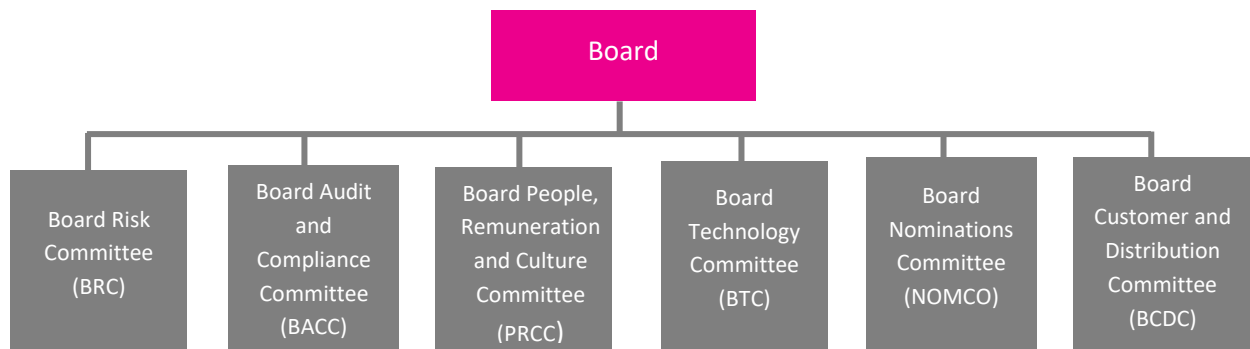 Board
Board Risk
Committee
(BRC)
Board Audit
and
Compliance
Committee
(BACC)
Board People,
Remuneration
and Culture
Committee
(PRCC)
Board
Technology
Committee
(BTC)
Board
Nominations
Committee
(NOMCO)
Board
Customer and
Distribution
Committee
(BCDC)